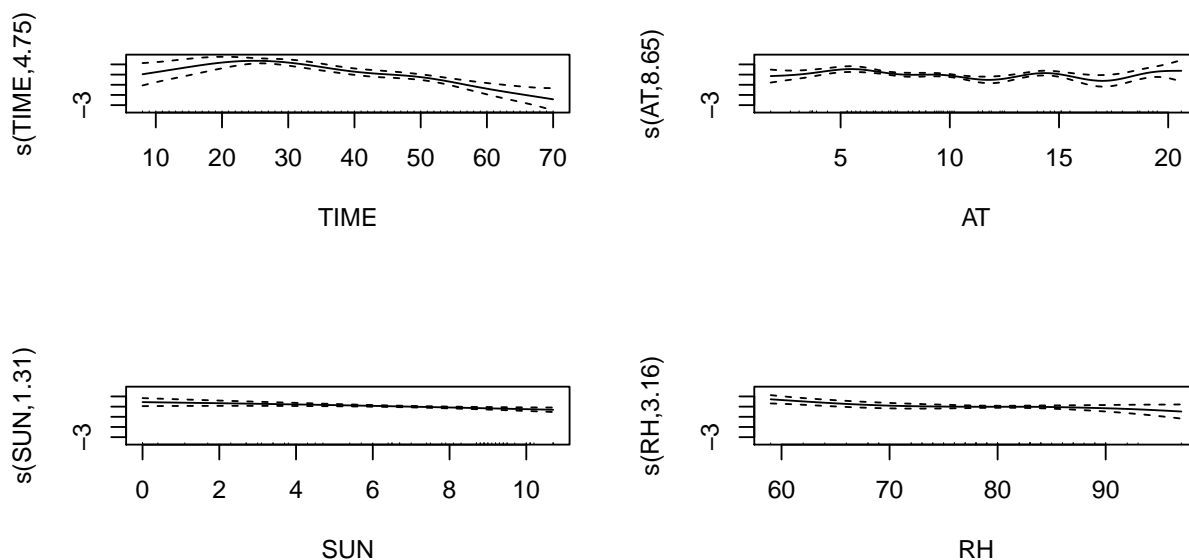 s(TIME,4.75)
−3
10 20 30 40 50 60 70
TIME
s(AT,8.65)
−3
5 10 15 20
AT
s(SUN,1.31)
−3
0 2 4 6 8 10
SUN
s(RH,3.16)
−3
60 70 80 90
RH